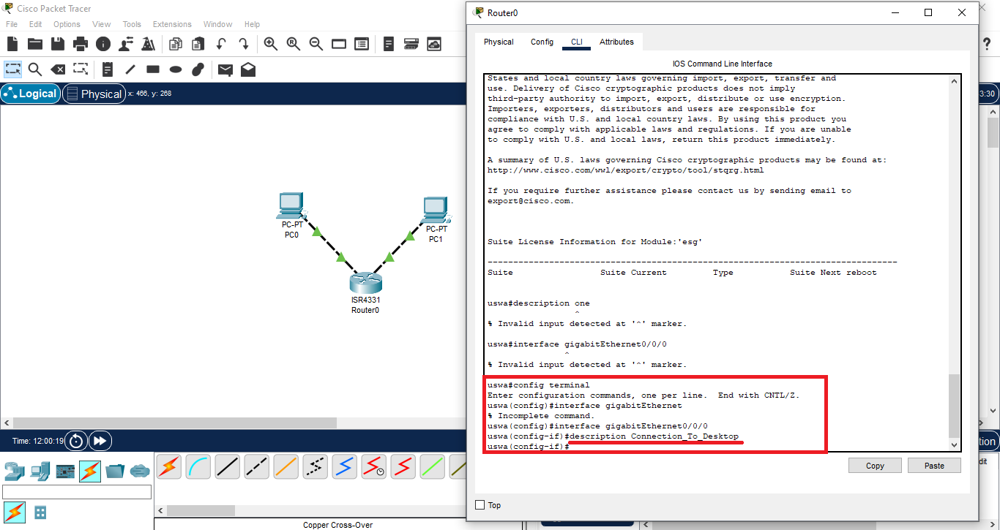 Cisco Packet Tracer
File Edit Options View Tools Extensions Window Help
Logical Physical x: 466, y: 268
PC-PT
PC0
PC-PT
PC1
ISR4331
Router0
Time: 12:00:19
Copper Cross-Over
Router0
Physical Config CLI Attributes
IOS Command Line Interface
States and local country laws governing import, export, transfer and
use. Delivery of Cisco cryptographic products does not imply
third-party authority to import, export, distribute or use encryption.
Importers, exporters, distributors and users are responsible for
compliance with U.S. and local country laws. By using this product you
agree to comply with applicable laws and regulations. If you are unable
to comply with U.S. and local laws, return this product immediately.
A summary of U.S. laws governing Cisco cryptographic products may be found at:
http://www.cisco.com/wwl/export/crypto/tool/stqrg.html
If you require further assistance please contact us by sending email to
export@cisco.com.
Suite License Information for Module:'esg'
--------------------------------------------------------------------------------
Suite Suite Current Type Suite Next reboot
uswa#description one
^
% Invalid input detected at '^' marker.
uswa#interface gigabitEthernet0/0/0
^
% Invalid input detected at '^' marker.
uswa#config terminal
Enter configuration commands, one per line. End with CNTL/Z.
uswa(config)#interface gigabitEthernet
% Incomplete command.
uswa(config)#interface gigabitEthernet0/0/0
uswa(config-if)#description Connection_To_Desktop
uswa(config-if)#
Copy Paste
Top
3:30
tion
dit